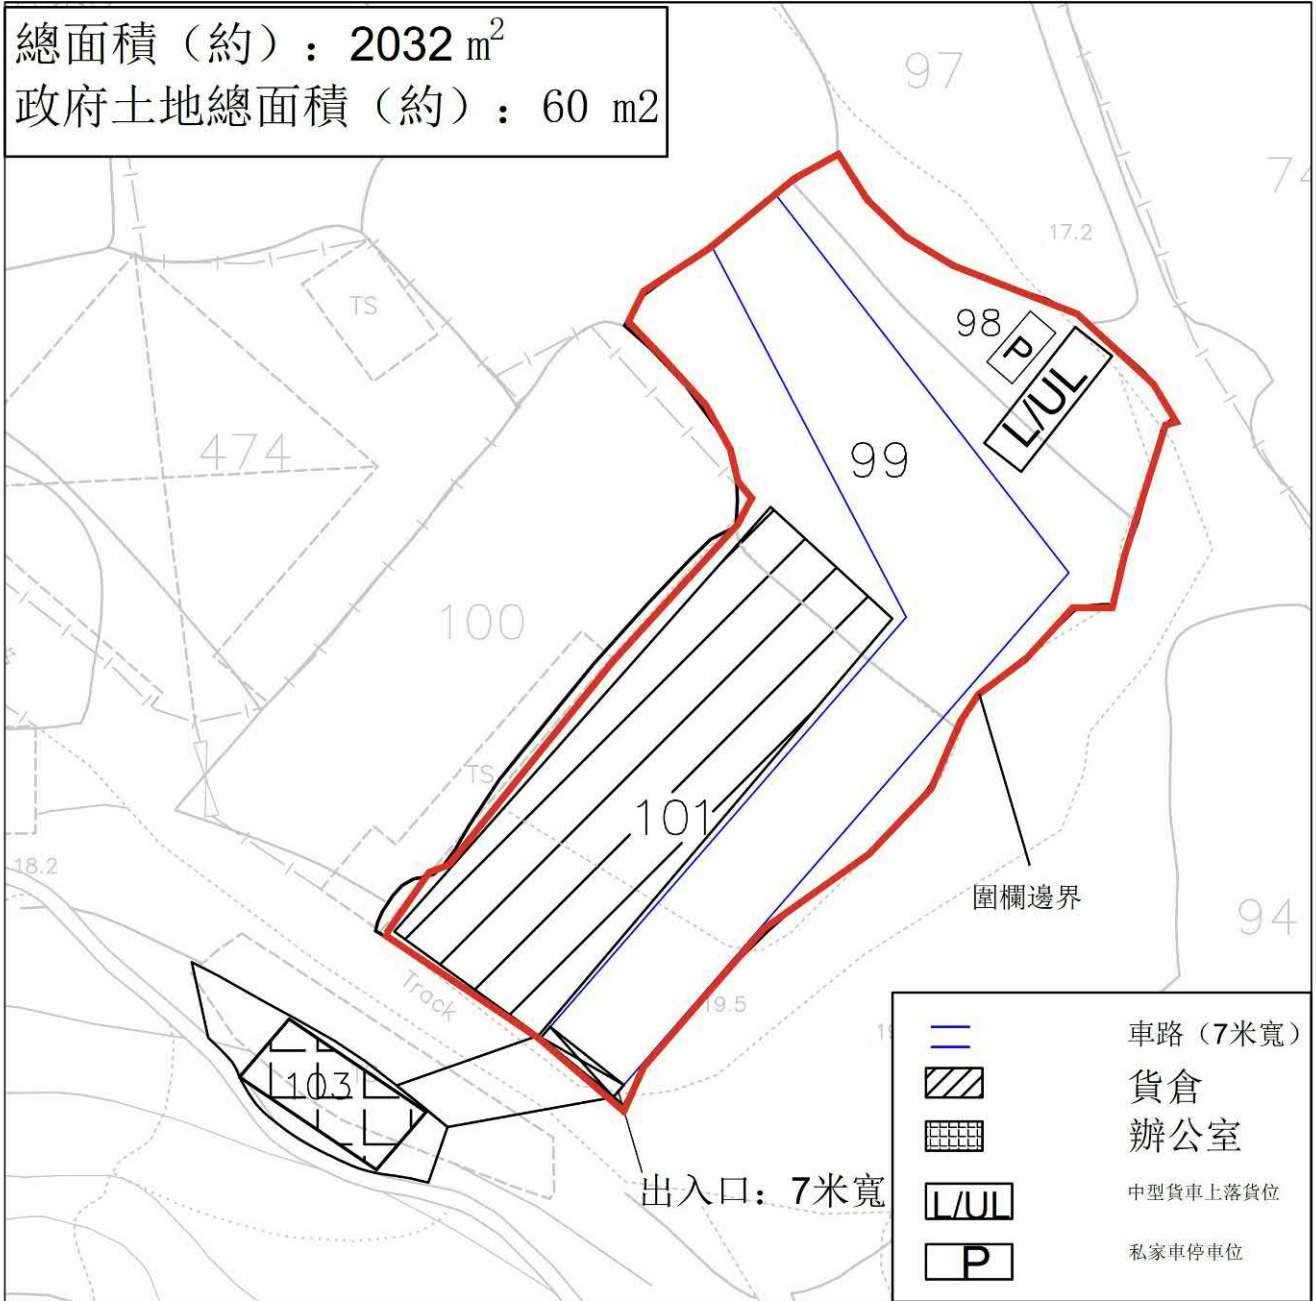 總面積（約）：2032 m²
政府土地總面積（約）：60 m2
97
17.2
TS
98
P
L/UL
474
99
100
TS
101
18.2
圍欄邊界
94
Track
19.5
103
出入口：7米寬
車路（7米寬）
貨倉
辦公室
L/UL 中型貨車上落貨位
P 私家車停車位